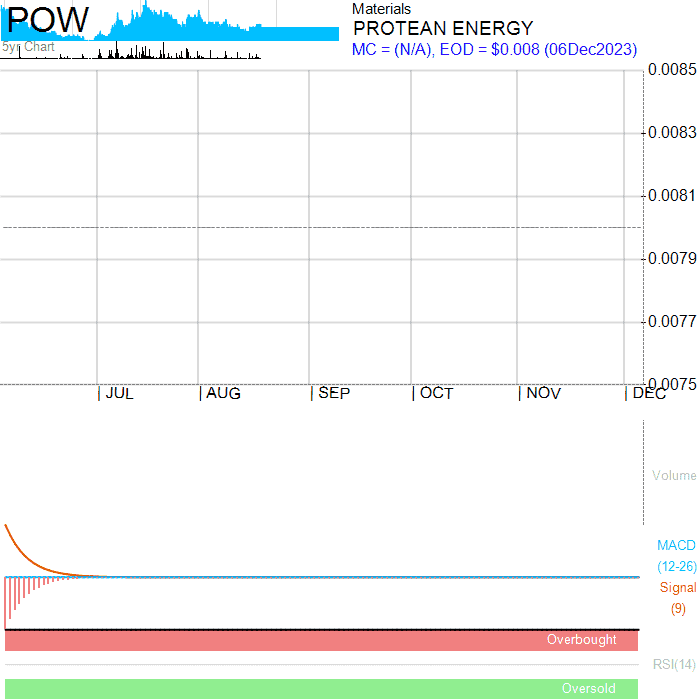 POW
5yr Chart
Materials
PROTEAN ENERGY
MC = (N/A), EOD = $0.008 (06Dec2023)
0.0085
0.0083
0.0081
0.0079
0.0077
0.0075
JUL AUG SEP OCT NOV DEC
Volume
MACD
(12-26)
Signal
(9)
Overbought
RSI(14)
Oversold